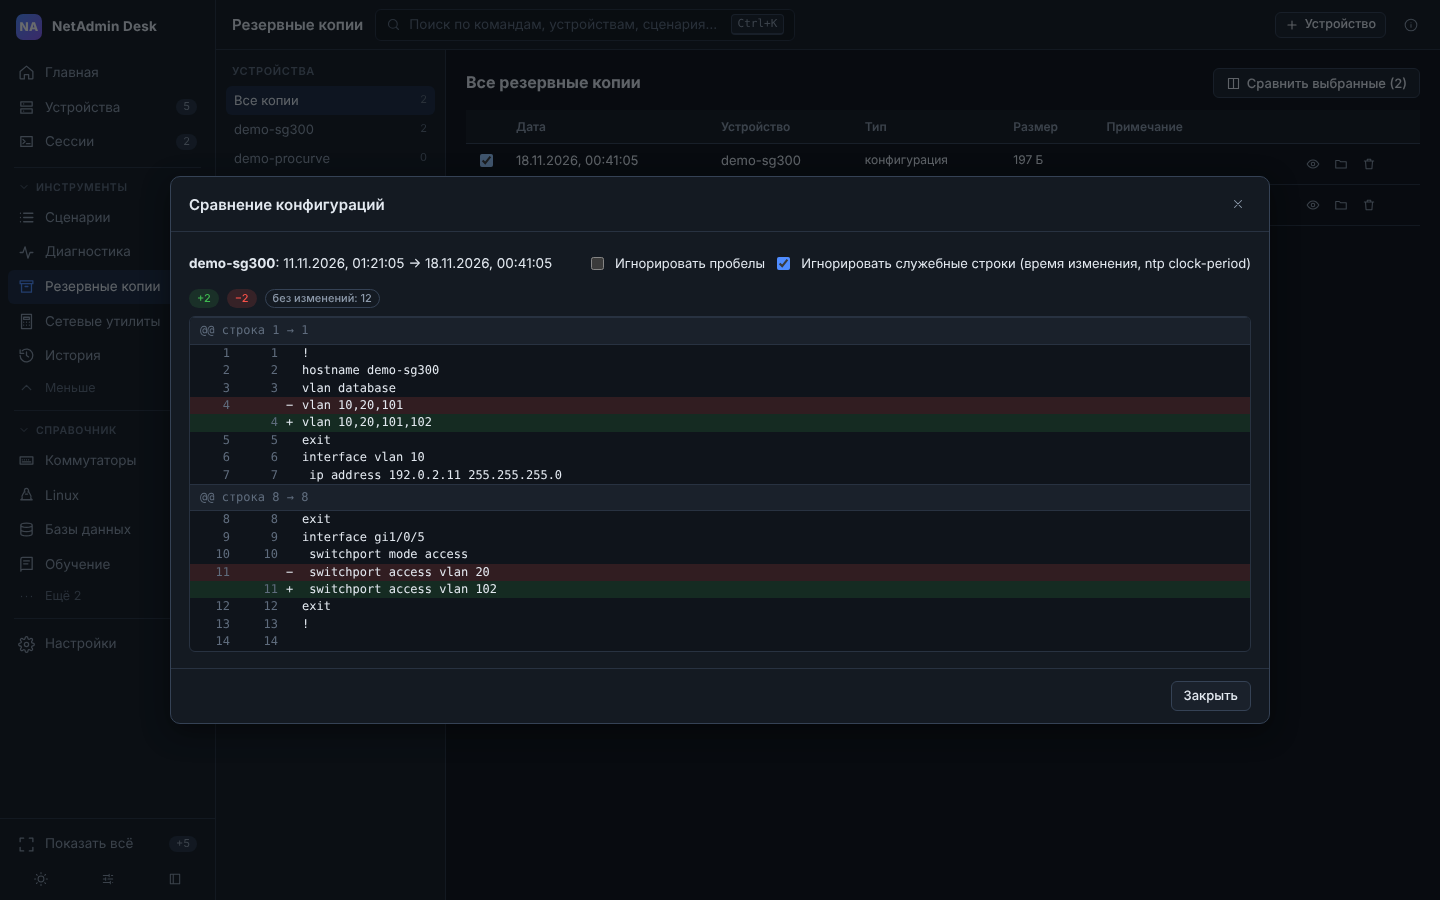 NA NetAdmin Desk
Главная
Устройства 5
Сессии 2
ИНСТРУМЕНТЫ
Сценарии
Диагностика
Резервные копии
Сетевые утилиты
История
Меньше
СПРАВОЧНИК
Коммутаторы
Linux
Базы данных
Обучение
Ещё 2
Настройки
Показать всё +5
Резервные копии
Поиск по командам, устройствам, сценария... Ctrl+K
Устройство
УСТРОЙСТВА
Все копии 2
demo-sg300 2
demo-procurve 0
Все резервные копии
Сравнить выбранные (2)
Дата Устройство Тип Размер Примечание
18.11.2026, 00:41:05 demo-sg300 конфигурация 197 Б
Сравнение конфигураций
demo-sg300: 11.11.2026, 01:21:05 → 18.11.2026, 00:41:05
Игнорировать пробелы
Игнорировать служебные строки (время изменения, ntp clock-period)
+2 −2 без изменений: 12
@@ строка 1 → 1
1 1 !
2 2 hostname demo-sg300
3 3 vlan database
4 − vlan 10,20,101
4 + vlan 10,20,101,102
5 5 exit
6 6 interface vlan 10
7 7 ip address 192.0.2.11 255.255.255.0
@@ строка 8 → 8
8 8 exit
9 9 interface gi1/0/5
10 10 switchport mode access
11 − switchport access vlan 20
11 + switchport access vlan 102
12 12 exit
13 13 !
14 14
Закрыть